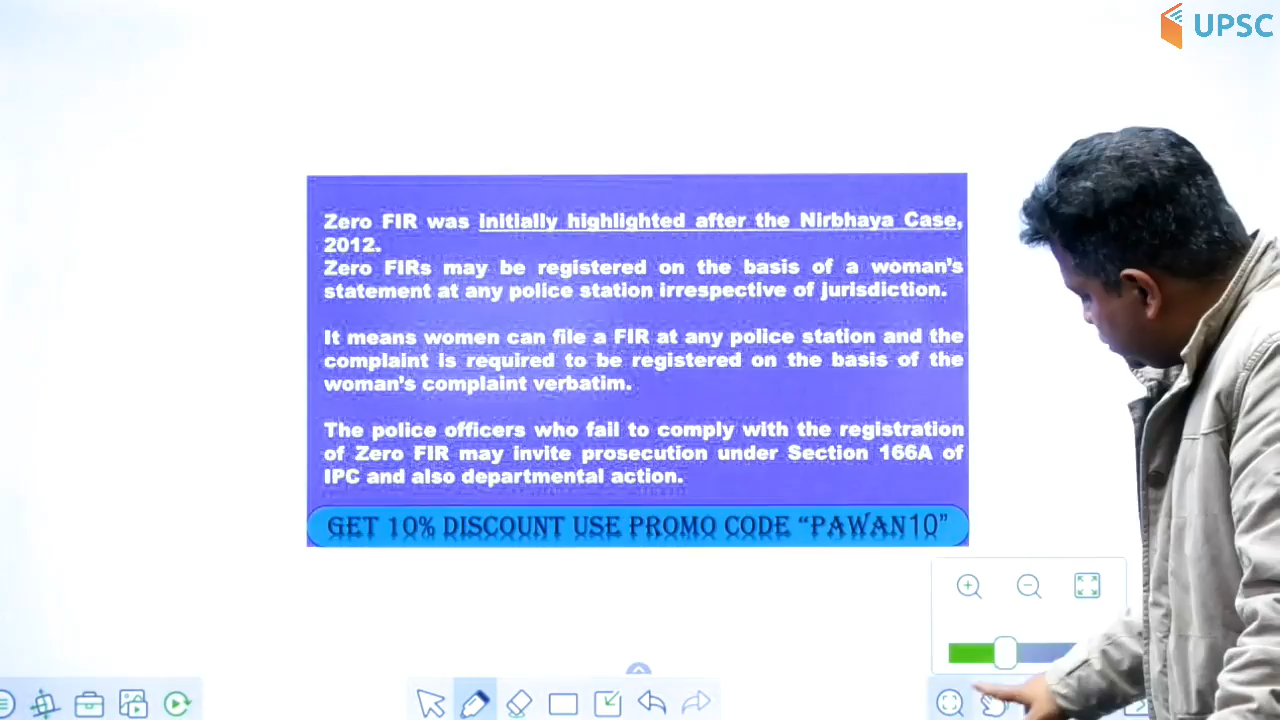 UPSC
Zero FIR was initially highlighted after the Nirbhaya Case,
2012.
Zero FIRs may be registered on the basis of a woman's
statement at any police station irrespective of jurisdiction.
It means women can file a FIR at any police station and the
complaint is required to be registered on the basis of the
woman's complaint verbatim.
The police officers who fail to comply with the registration
of Zero FIR may invite prosecution under Section 166A of
IPC and also departmental action.
GET 10% DISCOUNT USE PROMO CODE “PAWAN10”